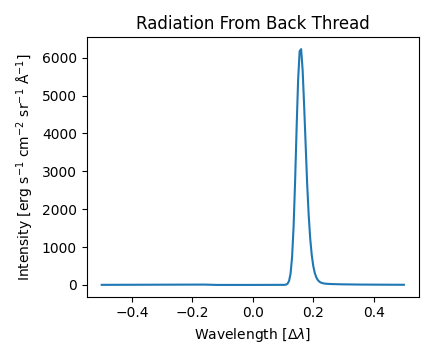 Radiation From Back Thread
Intensity [erg s⁻¹ cm⁻² sr⁻¹ Å⁻¹]
6000
5000
4000
3000
2000
1000
0
−0.4 −0.2 0.0 0.2 0.4
Wavelength [Δλ]